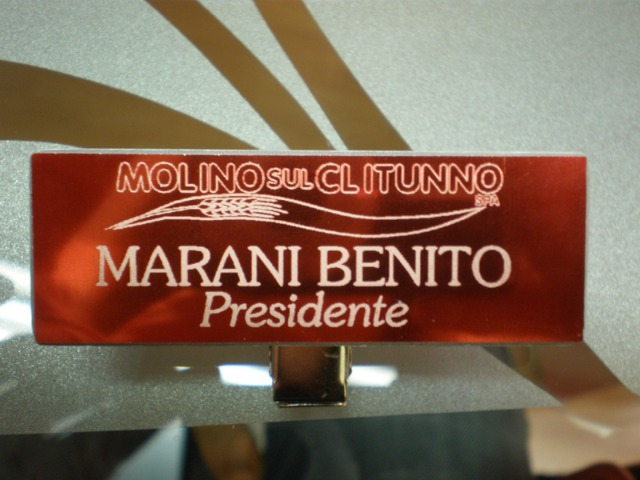 MOLINO SUL CLITUNNO
SPA
MARANI BENITO
Presidente